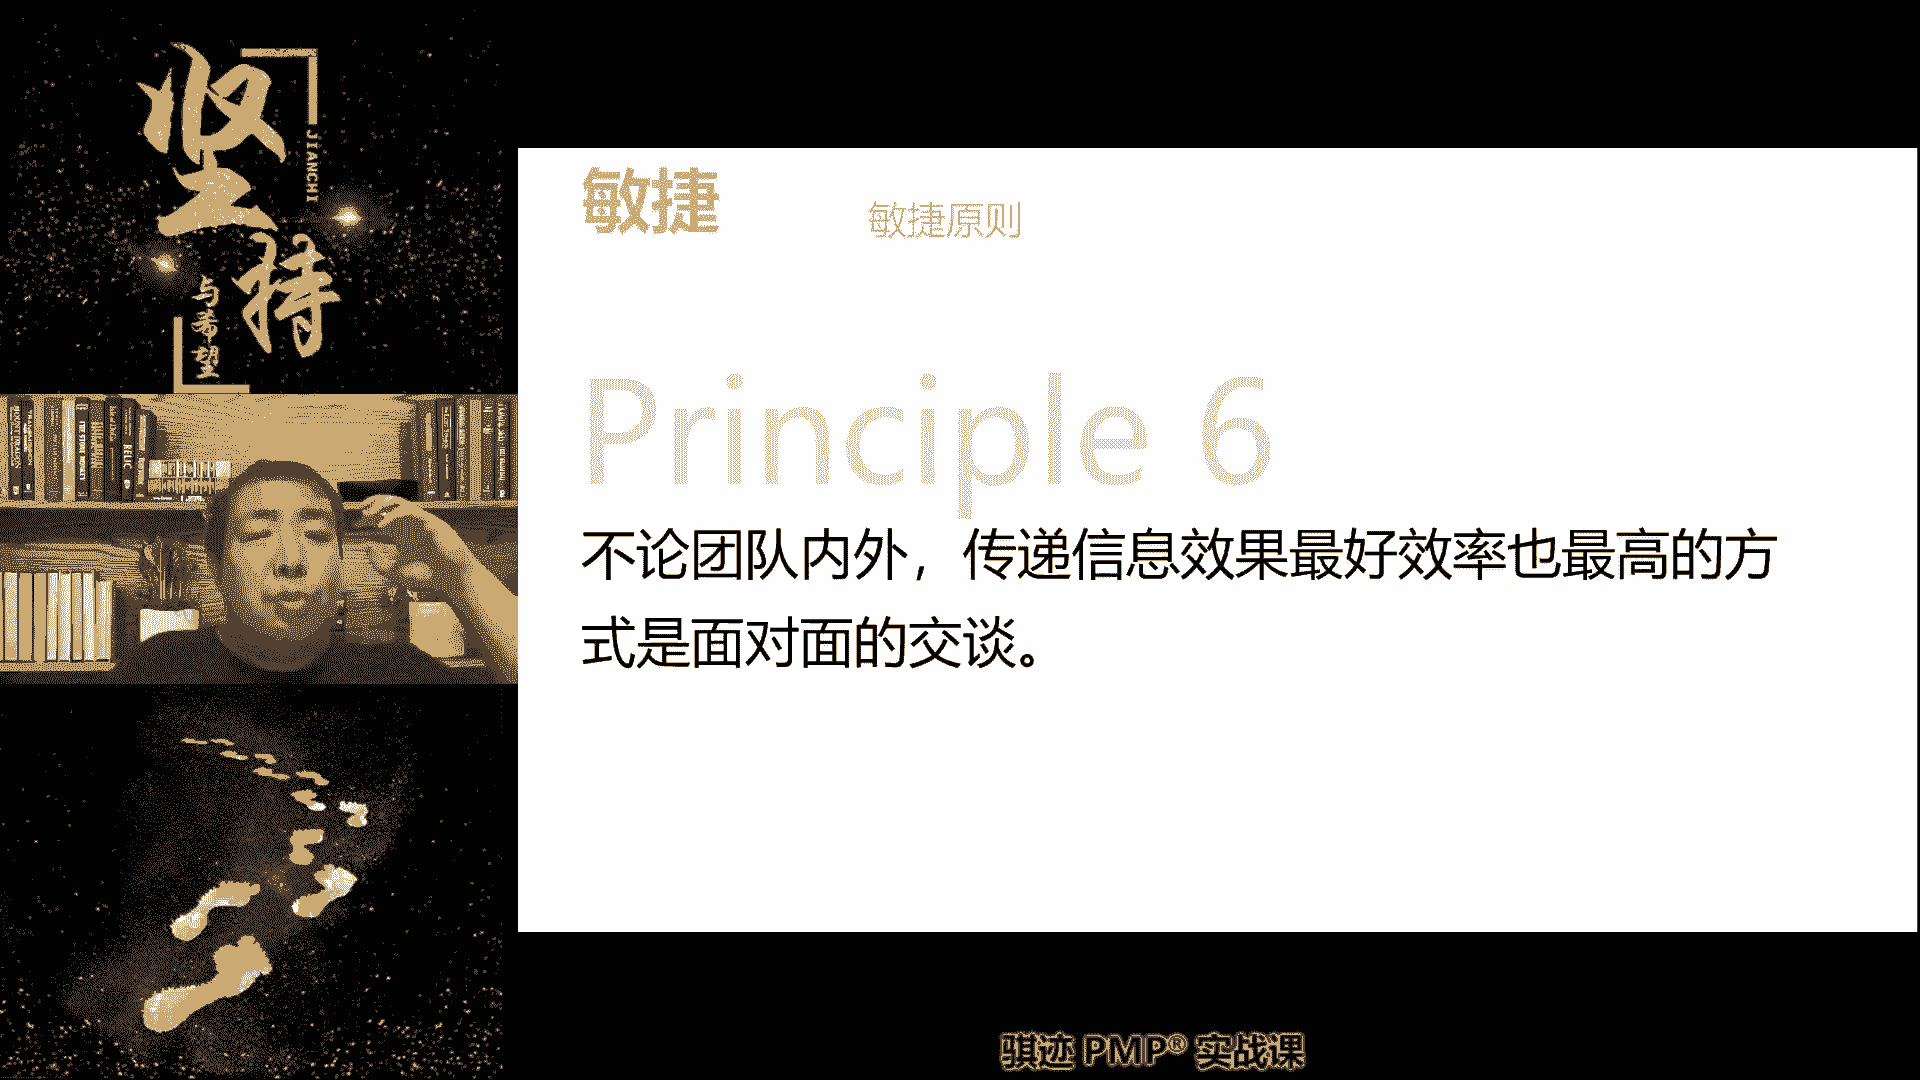 坚持
JIANCHI
与希望
敏捷
敏捷原则
Principle 6
不论团队内外，传递信息效果最好效率也最高的方
式是面对面的交谈。
骐迹 PMP® 实战课